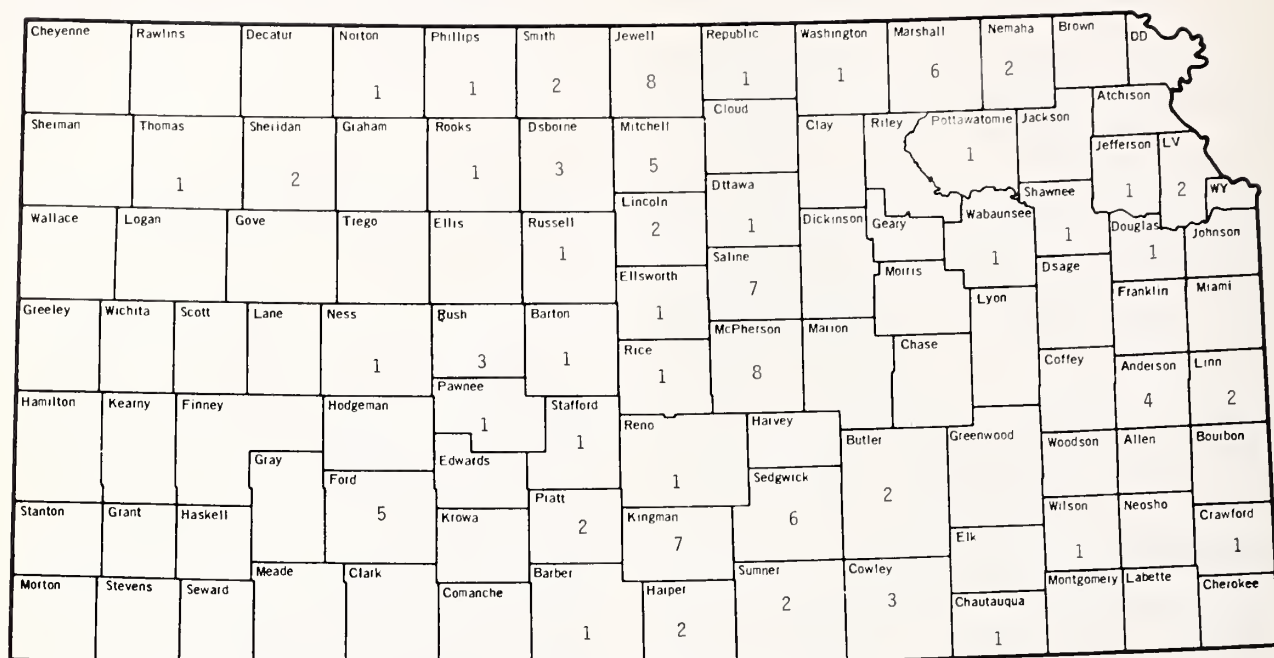 Cheyenne Rawlins Decatur Norton Phillips Smith Jewell Republic Washington Marshall Nemaha Brown DD
1 1 2 8 1 1 6 2
Cloud Atchison
Sherman Thomas Sheridan Graham Rooks Dsborne Mitchell Clay Riley Pottawatomie Jackson
1 2 1 3 5 1
Jefferson LV
1 2
Dttawa Shawnee WY
1 1
Lincoln
2
Wallace Logan Gove Trego Ellis Russell Dickinson Geary Wabaunsee Douglas Johnson
1 1 1
Saline Dsage
7
Ellsworth Morris
1
Franklin Miami
Lyon
Greeley Wichita Scott Lane Ness Bush Barton McPherson Marion
1 3 1 8
Rice Chase
1
Coffey Anderson Linn
4 2
Pawnee
1
Hamilton Kearny Finney Hodgeman Stafford
1
Reno Harvey Butler Greenwood Woodson Allen Bourbon
1 2
Gray Edwards
Ford Sedgwick
5 6
Pratt
2
Stanton Grant Haskell Kiowa Kingman Wilson Neosho Crawford
7 1 1
Elk
Meade Clark Barber Sumner Cowley
1 2 3
Morton Stevens Seward Comanche Harper Montgomery Labette Cherokee
2
Chautauqua
1